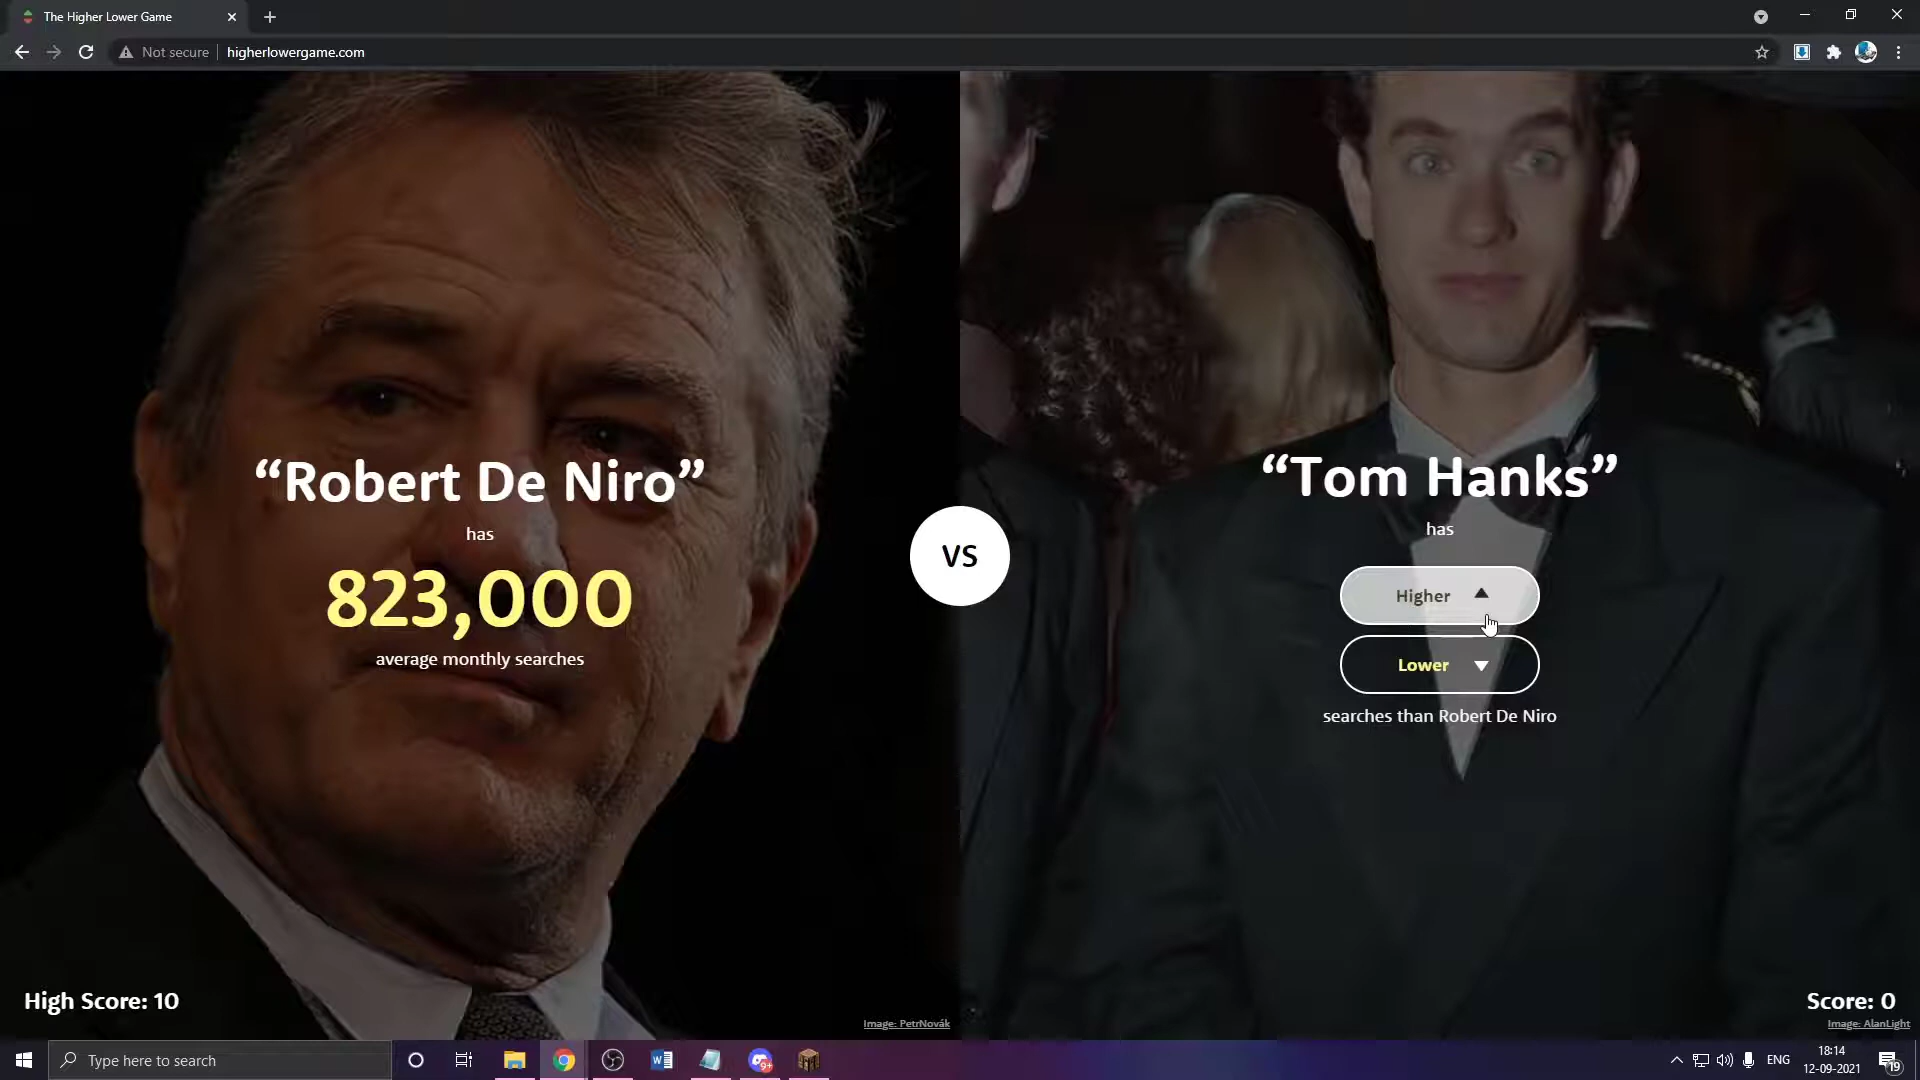 The Higher Lower Game
Not secure
higherlowergame.com
“Robert De Niro”
has
823,000
average monthly searches
VS
“Tom Hanks”
has
Higher
Lower
searches than Robert De Niro
High Score: 10
Image: PetrNovák
Score: 0
Image: AlanLight
Type here to search
9+
ENG
18:14
12-09-2021
19